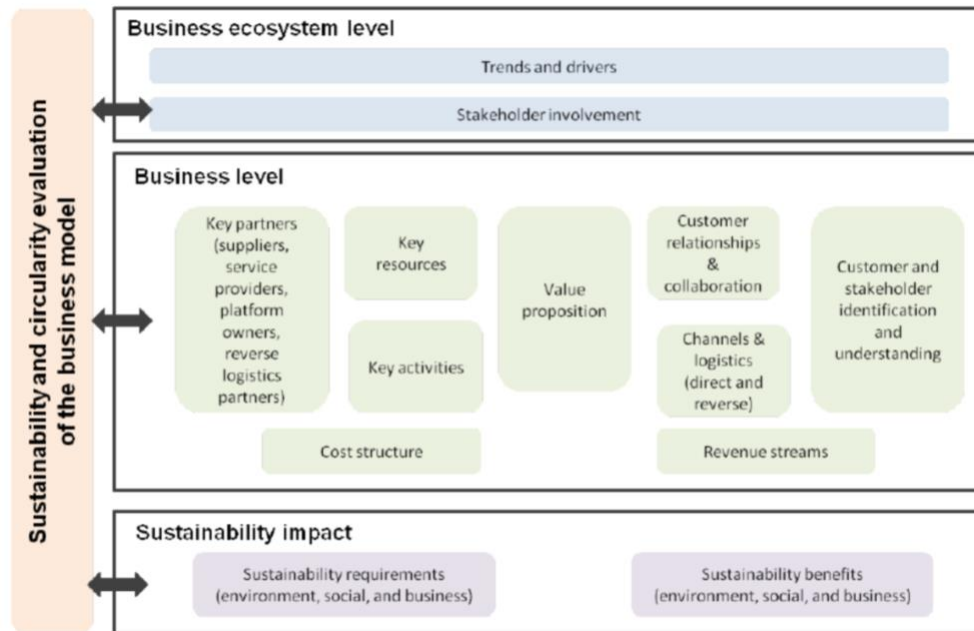 Sustainability and circularity evaluation
of the business model
Business ecosystem level
Trends and drivers
Stakeholder involvement
Business level
Key partners
(suppliers,
service
providers,
platform
owners,
reverse
logistics
partners)
Key
resources
Key activities
Value
proposition
Customer
relationships
&
collaboration
Channels &
logistics
(direct and
reverse)
Customer and
stakeholder
identification
and
understanding
Cost structure
Revenue streams
Sustainability impact
Sustainability requirements
(environment, social, and business)
Sustainability benefits
(environment, social, and business)